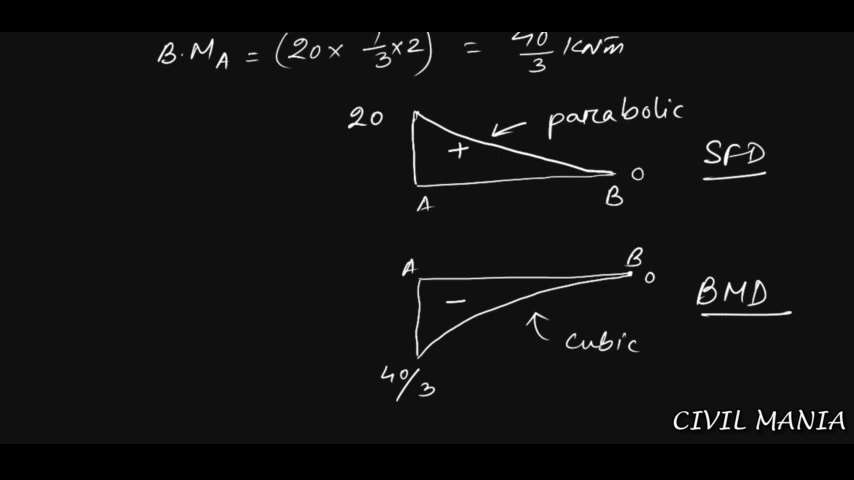 B.M_A = (20 × 1/3 × 2) = 40/3 kNm
20
parabolic
+
SFD
0
A
B
A
B
0
BMD
−
cubic
40/3
CIVIL MANIA